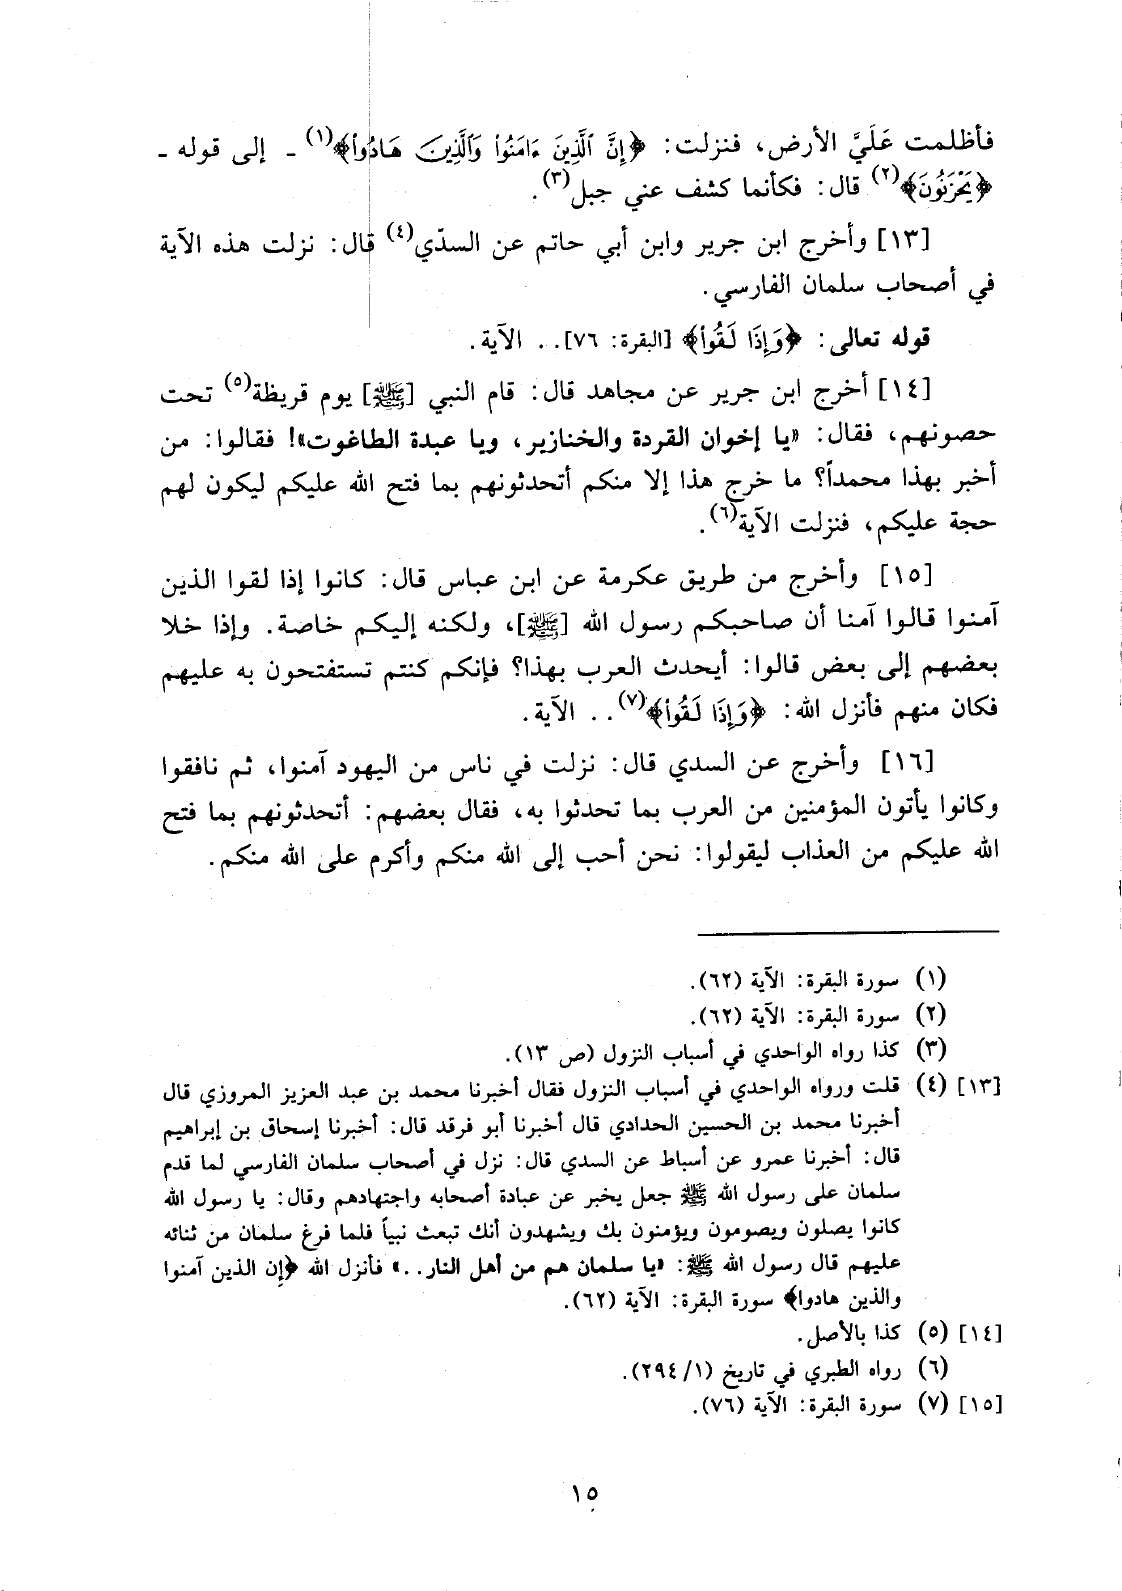 فأظلمت عَلَيَّ الأرض، فنزلت: ﴿إِنَّ ٱلَّذِينَ ءَامَنُوا۟ وَٱلَّذِينَ هَادُوا۟﴾(١) ـ إلى قوله ـ
﴿يَحْزَنُونَ﴾(٢) قال: فكأنما كشف عني جبل(٣).
[١٣] وأخرج ابن جرير وابن أبي حاتم عن السدّي(٤) قال: نزلت هذه الآية
في أصحاب سلمان الفارسي.
قوله تعالى: ﴿وَإِذَا لَقُوا۟﴾ [البقرة: ٧٦].. الآية.
[١٤] أخرج ابن جرير عن مجاهد قال: قام النبي [ﷺ] يوم قريظة(٥) تحت
حصونهم، فقال: «يا إخوان القردة والخنازير، ويا عبدة الطاغوت»! فقالوا: من
أخبر بهذا محمداً؟ ما خرج هذا إلا منكم أتحدثونهم بما فتح الله عليكم ليكون لهم
حجة عليكم، فنزلت الآية(٦).
[١٥] وأخرج من طريق عكرمة عن ابن عباس قال: كانوا إذا لقوا الذين
آمنوا قالوا آمنا أن صاحبكم رسول الله [ﷺ]، ولكنه إليكم خاصة. وإذا خلا
بعضهم إلى بعض قالوا: أيحدث العرب بهذا؟ فإنكم كنتم تستفتحون به عليهم
فكان منهم فأنزل الله: ﴿وَإِذَا لَقُوا۟﴾(٧).. الآية.
[١٦] وأخرج عن السدي قال: نزلت في ناس من اليهود آمنوا، ثم نافقوا
وكانوا يأتون المؤمنين من العرب بما تحدثوا به، فقال بعضهم: أتحدثونهم بما فتح
الله عليكم من العذاب ليقولوا: نحن أحب إلى الله منكم وأكرم على الله منكم.
(١) سورة البقرة: الآية (٦٢).
(٢) سورة البقرة: الآية (٦٢).
(٣) كذا رواه الواحدي في أسباب النزول (ص ١٣).
[١٣] (٤) قلت ورواه الواحدي في أسباب النزول فقال أخبرنا محمد بن عبد العزيز المروزي قال
أخبرنا محمد بن الحسين الحدادي قال أخبرنا أبو فرقد قال: أخبرنا إسحاق بن إبراهيم
قال: أخبرنا عمرو عن أسباط عن السدي قال: نزل في أصحاب سلمان الفارسي لما قدم
سلمان على رسول الله ﷺ جعل يخبر عن عبادة أصحابه واجتهادهم وقال: يا رسول الله
كانوا يصلون ويصومون ويؤمنون بك ويشهدون أنك تبعث نبياً فلما فرغ سلمان من ثنائه
عليهم قال رسول الله ﷺ: «يا سلمان هم من أهل النار..» فأنزل الله ﴿إن الذين آمنوا
والذين هادوا﴾ سورة البقرة: الآية (٦٢).
[١٤] (٥) كذا بالأصل.
(٦) رواه الطبري في تاريخ (١/ ٢٩٤).
[١٥] (٧) سورة البقرة: الآية (٧٦).
١٥